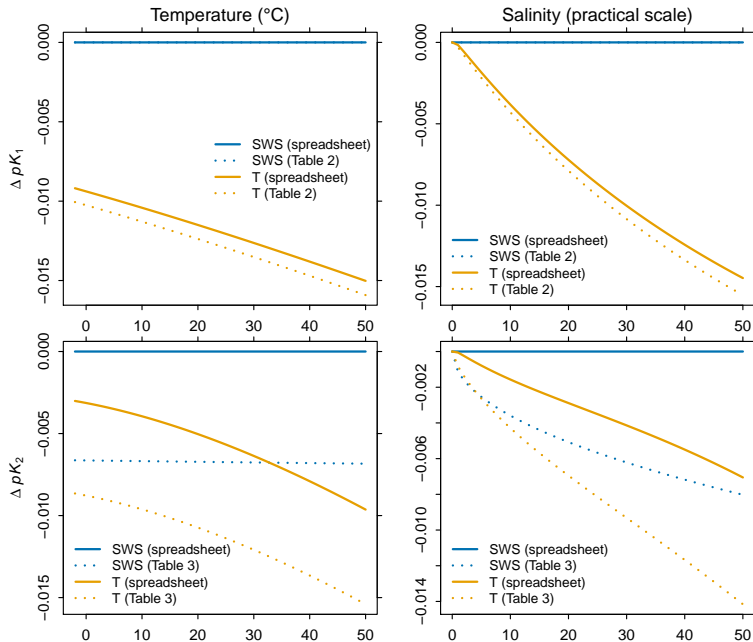 Temperature (°C)
Salinity (practical scale)
Δ pK1
0.000
−0.005
−0.010
−0.015
SWS (spreadsheet)
SWS (Table 2)
T (spreadsheet)
T (Table 2)
0 10 20 30 40 50
0.000
−0.005
−0.010
−0.015
SWS (spreadsheet)
SWS (Table 2)
T (spreadsheet)
T (Table 2)
0 10 20 30 40 50
Δ pK2
0.000
−0.005
−0.010
−0.015
SWS (spreadsheet)
SWS (Table 3)
T (spreadsheet)
T (Table 3)
0 10 20 30 40 50
−0.002
−0.006
−0.010
−0.014
SWS (spreadsheet)
SWS (Table 3)
T (spreadsheet)
T (Table 3)
0 10 20 30 40 50